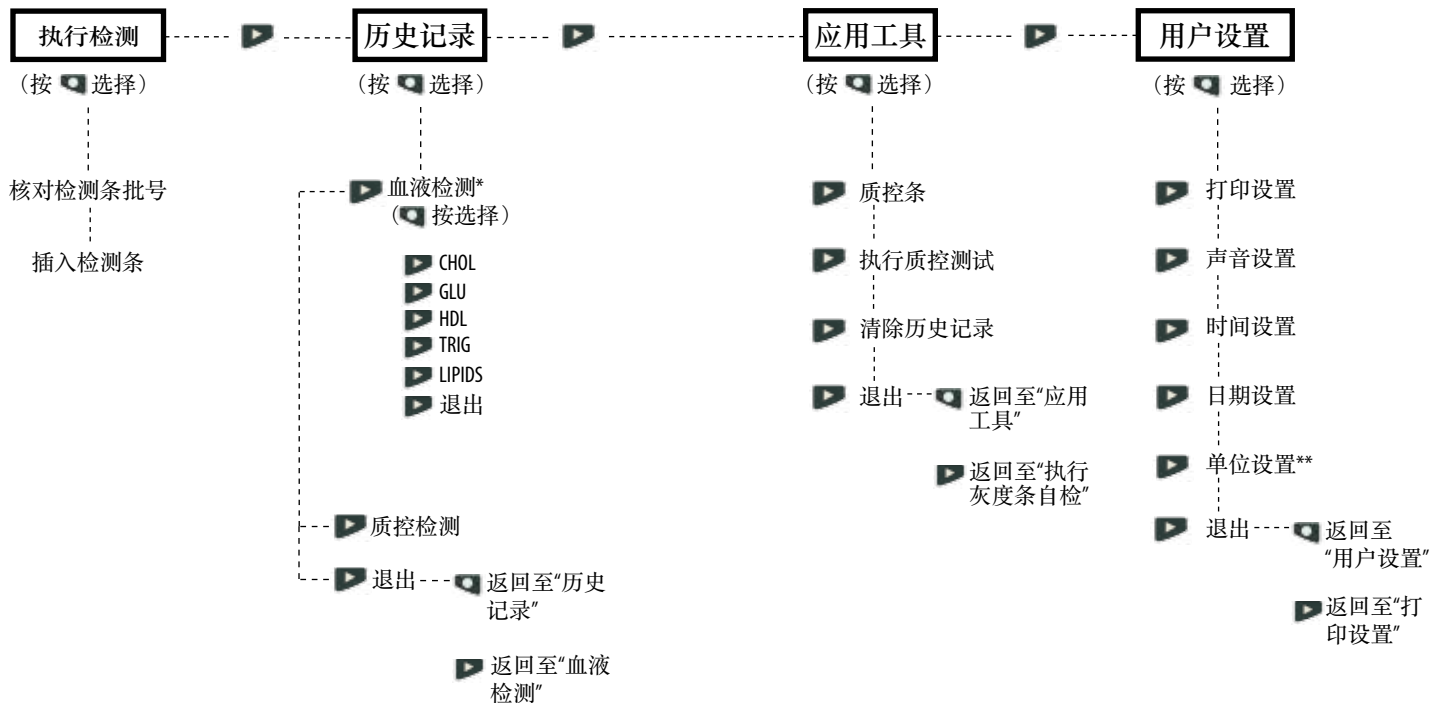 执行检测
历史记录
应用工具
用户设置
（按 选择）
（按 选择）
（按 选择）
（按 选择）
核对检测条批号
插入检测条
血液检测*
（ 按选择）
CHOL
GLU
HDL
TRIG
LIPIDS
退出
质控检测
退出
返回至“历史
记录”
返回至“血液
检测”
质控条
执行质控测试
清除历史记录
退出
返回至“应用
工具”
返回至“执行
灰度条自检”
打印设置
声音设置
时间设置
日期设置
单位设置**
退出
返回至
“用户设置”
返回至“打
印设置”